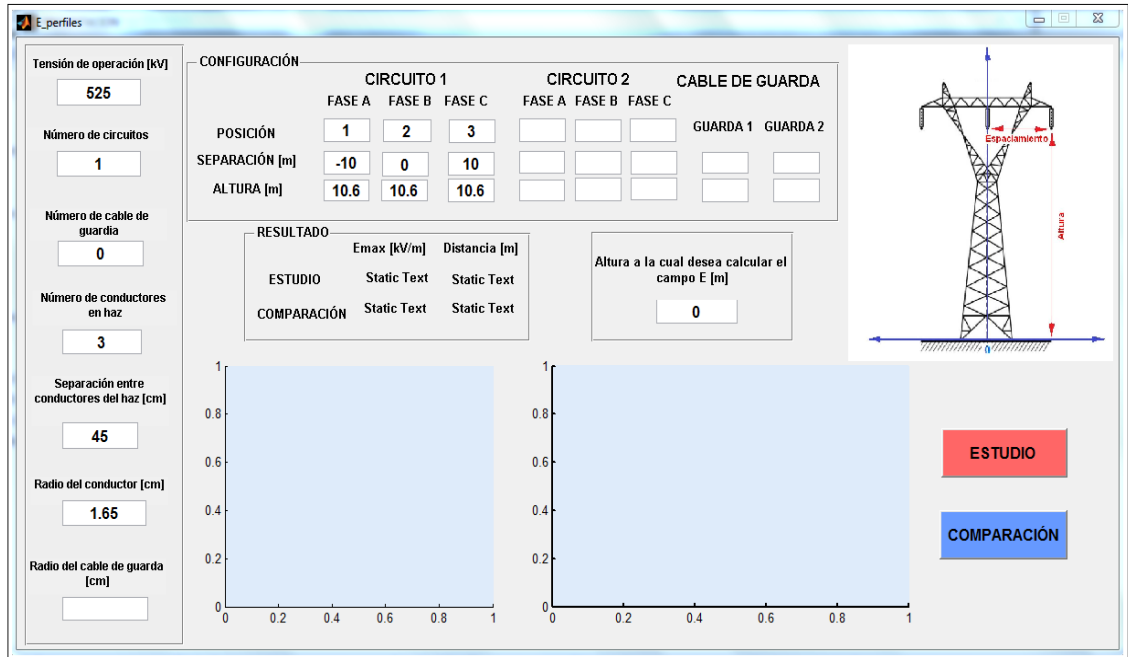 E_perfiles
Tensión de operación [kV]
525
Número de circuitos
1
Número de cable de
guardia
0
Número de conductores
en haz
3
Separación entre
conductores del haz [cm]
45
Radio del conductor [cm]
1.65
Radio del cable de guarda
[cm]
CONFIGURACIÓN
CIRCUITO 1 CIRCUITO 2 CABLE DE GUARDA
FASE A FASE B FASE C FASE A FASE B FASE C
POSICIÓN 1 2 3 GUARDA 1 GUARDA 2
SEPARACIÓN [m] -10 0 10
ALTURA [m] 10.6 10.6 10.6
RESULTADO
Emax [kV/m] Distancia [m]
ESTUDIO Static Text Static Text
COMPARACIÓN Static Text Static Text
Altura a la cual desea calcular el
campo E [m]
0
Espaciamiento
Altura
0
1
0.8
0.6
0.4
0.2
0
0 0.2 0.4 0.6 0.8 1
1
0.8
0.6
0.4
0.2
0
0 0.2 0.4 0.6 0.8 1
ESTUDIO
COMPARACIÓN